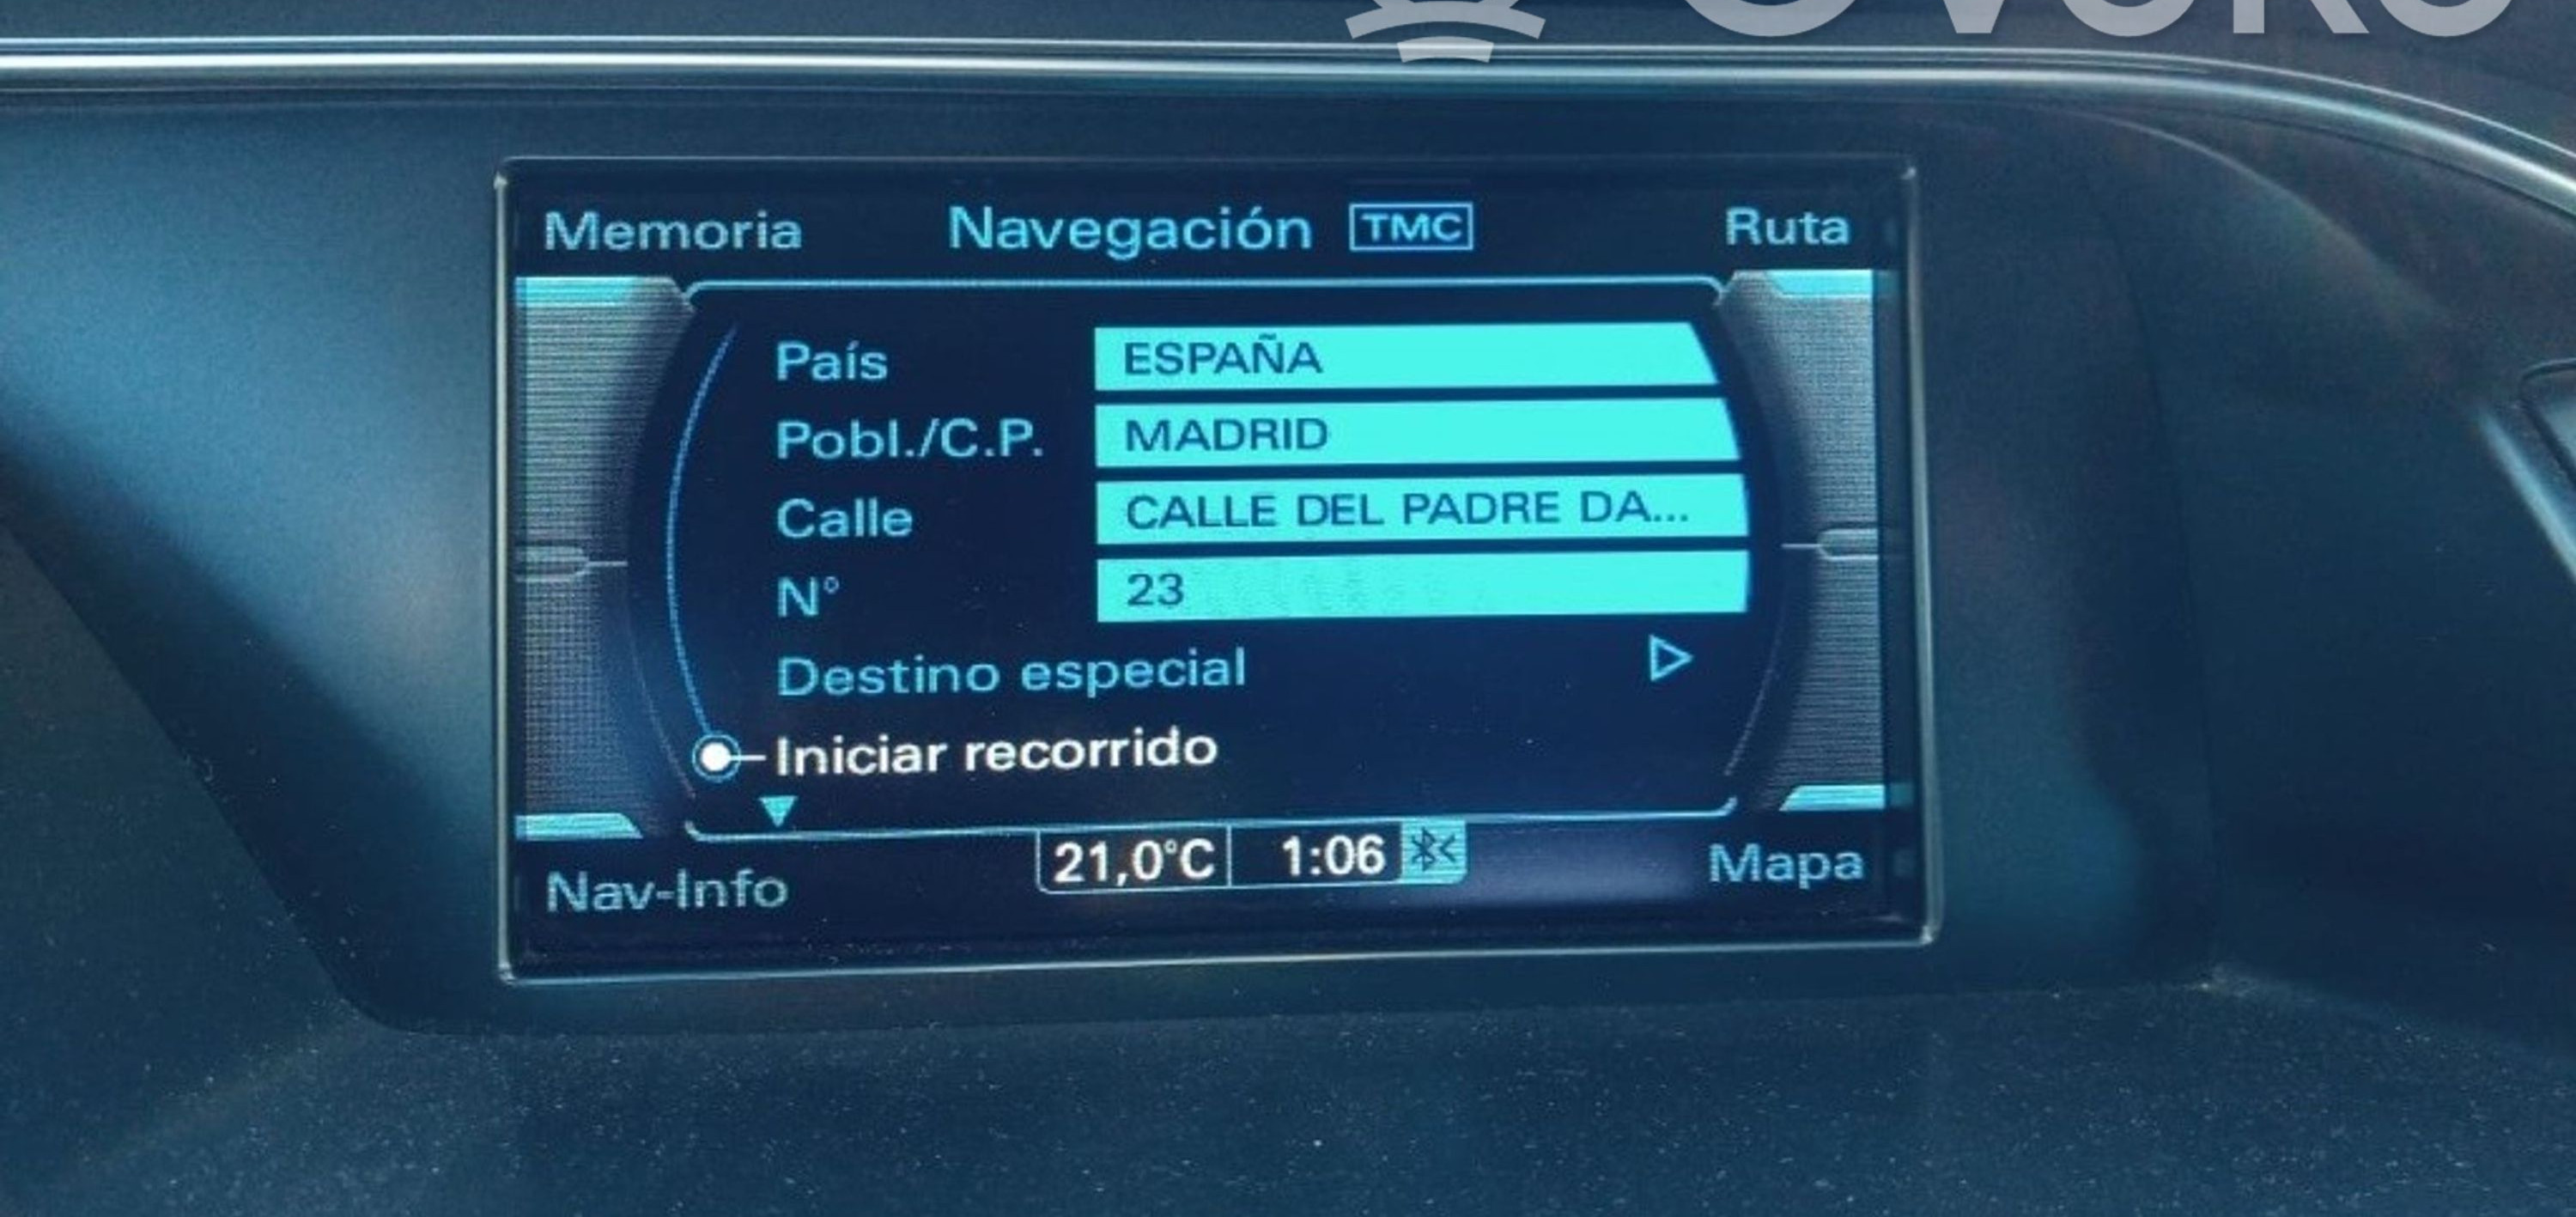 Memoria Navegación TMC Ruta
País ESPAÑA
Pobl./C.P. MADRID
Calle CALLE DEL PADRE DA...
N° 23
Destino especial
Iniciar recorrido
21,0°C 1:06
Nav-Info Mapa